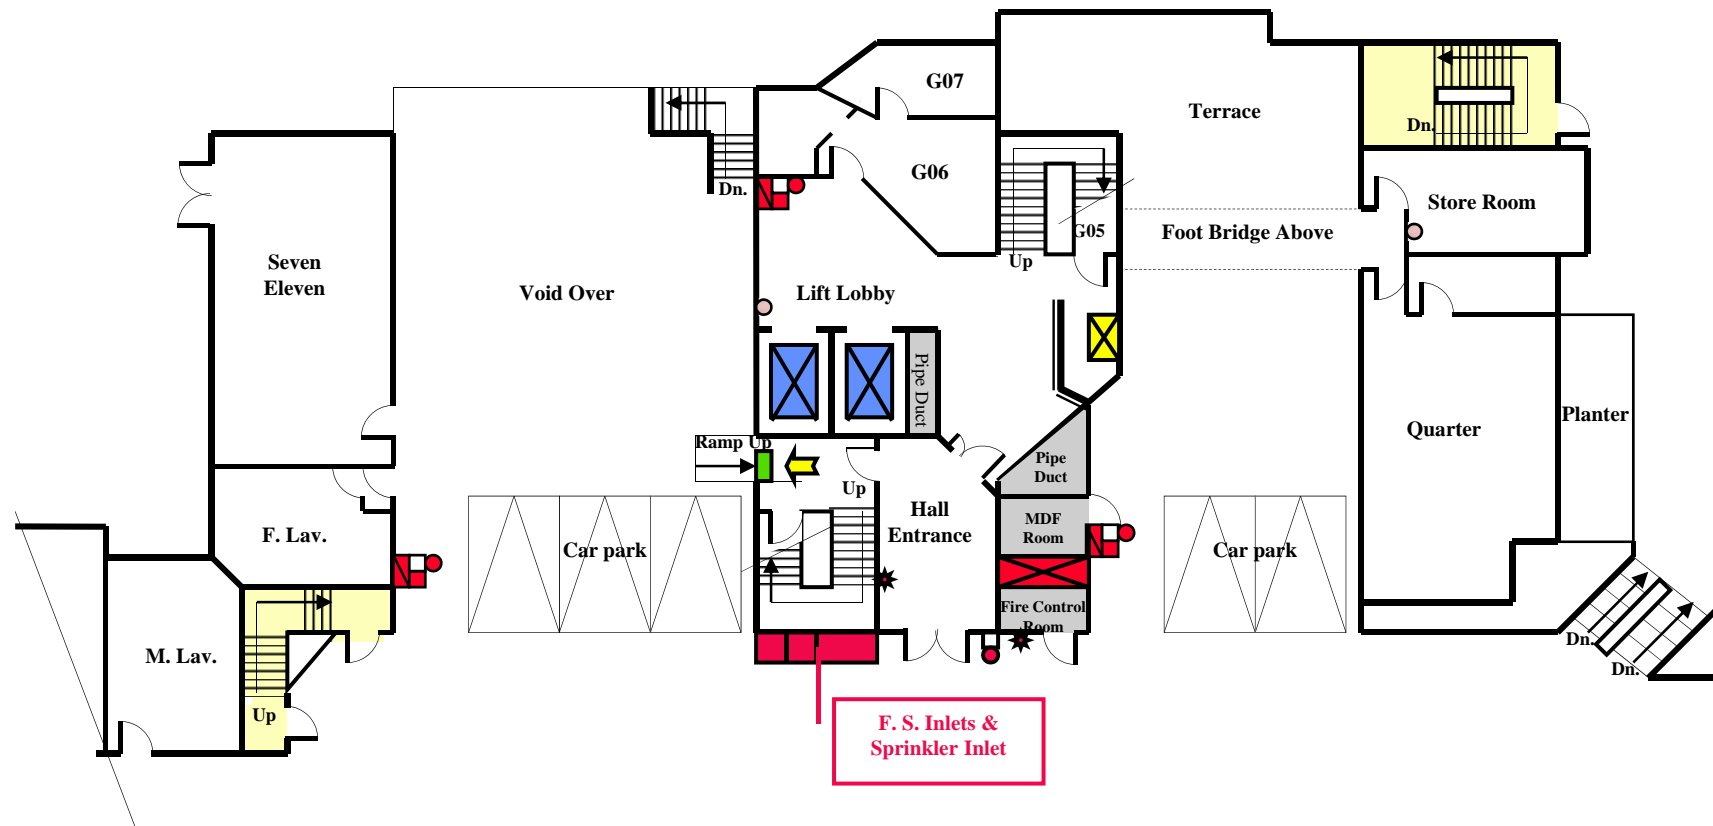 G07
Terrace
Dn.
G06
Dn.
Store Room
G05
Foot Bridge Above
Up
Seven
Eleven
Void Over
Lift Lobby
Pipe Duct
Planter
Quarter
Ramp Up
Pipe
Duct
Up
Hall
Entrance
MDF
Room
F. Lav.
Car park
Car park
Fire Control
Room
M. Lav.
Dn.
Dn.
Up
F. S. Inlets &
Sprinkler Inlet